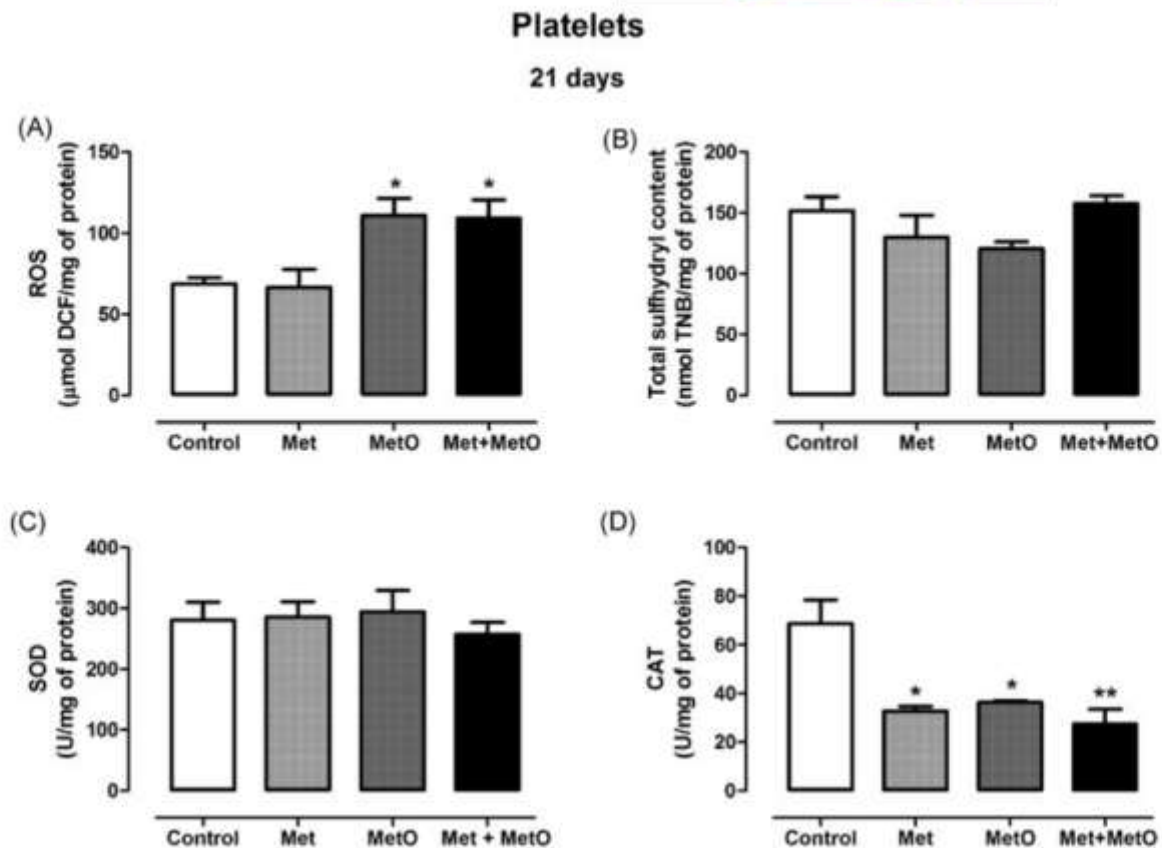 Platelets
21 days
(A)
ROS
(µmol DCF/mg of protein)
150
100
50
0
* *
Control Met MetO Met+MetO
(B)
Total sulfhydryl content
(nmol TNB/mg of protein)
200
150
100
50
0
Control Met MetO Met+MetO
(C)
SOD
(U/mg of protein)
400
300
200
100
0
Control Met MetO Met + MetO
(D)
CAT
(U/mg of protein)
100
80
60
40
20
0
* * **
Control Met MetO Met+MetO